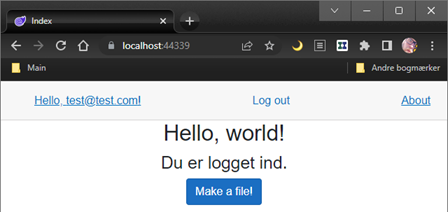 Index
localhost:44339
Main
Andre bogmærker
Hello, test@test.com!
Log out
About
Hello, world!
Du er logget ind.
Make a file!